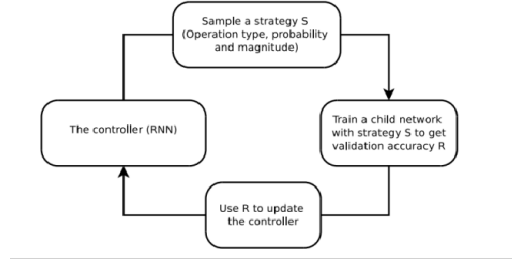 Sample a strategy S
(Operation type, probability
and magnitude)
The controller (RNN)
Train a child network
with strategy S to get
validation accuracy R
Use R to update
the controller